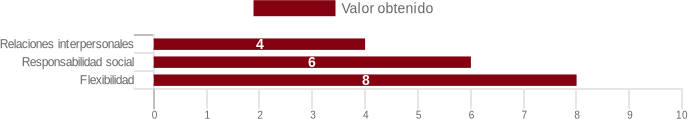 Valor obtenido
Relaciones interpersonales 4
Responsabilidad social 6
Flexibilidad 8
0 1 2 3 4 5 6 7 8 9 10